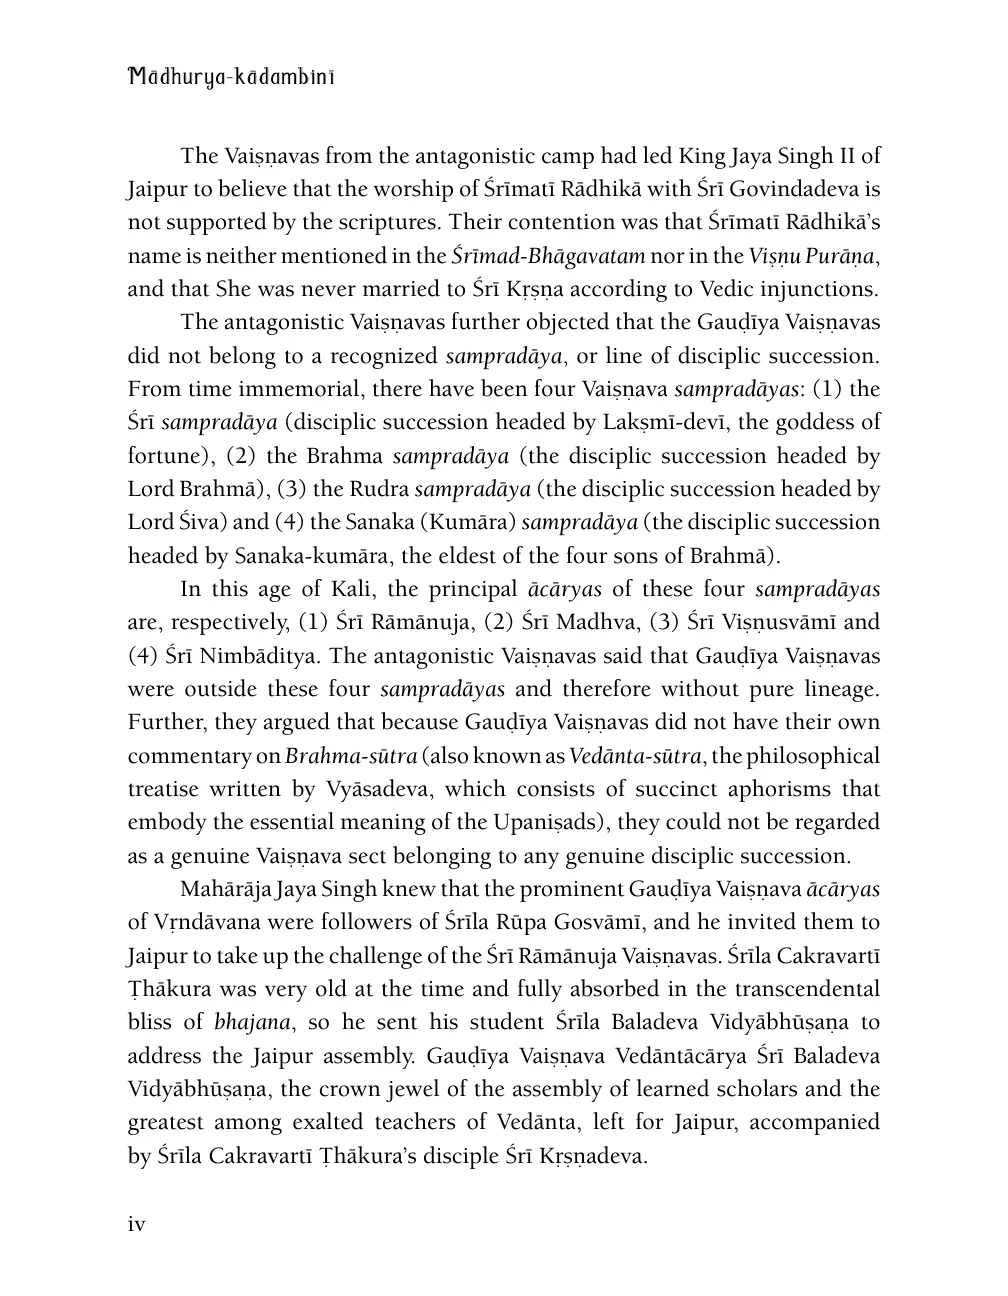 Mādhurya-kādambinī
The Vaiṣṇavas from the antagonistic camp had led King Jaya Singh II of
Jaipur to believe that the worship of Śrīmatī Rādhikā with Śrī Govindadeva is
not supported by the scriptures. Their contention was that Śrīmatī Rādhikā’s
name is neither mentioned in the Śrīmad-Bhāgavatam nor in the Viṣṇu Purāṇa,
and that She was never married to Śrī Kṛṣṇa according to Vedic injunctions.
The antagonistic Vaiṣṇavas further objected that the Gauḍīya Vaiṣṇavas
did not belong to a recognized sampradāya, or line of disciplic succession.
From time immemorial, there have been four Vaiṣṇava sampradāyas: (1) the
Śrī sampradāya (disciplic succession headed by Lakṣmī-devī, the goddess of
fortune), (2) the Brahma sampradāya (the disciplic succession headed by
Lord Brahmā), (3) the Rudra sampradāya (the disciplic succession headed by
Lord Śiva) and (4) the Sanaka (Kumāra) sampradāya (the disciplic succession
headed by Sanaka-kumāra, the eldest of the four sons of Brahmā).
In this age of Kali, the principal ācāryas of these four sampradāyas
are, respectively, (1) Śrī Rāmānuja, (2) Śrī Madhva, (3) Śrī Viṣṇusvāmī and
(4) Śrī Nimbāditya. The antagonistic Vaiṣṇavas said that Gauḍīya Vaiṣṇavas
were outside these four sampradāyas and therefore without pure lineage.
Further, they argued that because Gauḍīya Vaiṣṇavas did not have their own
commentary on Brahma-sūtra (also known as Vedānta-sūtra, the philosophical
treatise written by Vyāsadeva, which consists of succinct aphorisms that
embody the essential meaning of the Upaniṣads), they could not be regarded
as a genuine Vaiṣṇava sect belonging to any genuine disciplic succession.
Mahārāja Jaya Singh knew that the prominent Gauḍīya Vaiṣṇava ācāryas
of Vṛndāvana were followers of Śrīla Rūpa Gosvāmī, and he invited them to
Jaipur to take up the challenge of the Śrī Rāmānuja Vaiṣṇavas. Śrīla Cakravartī
Ṭhākura was very old at the time and fully absorbed in the transcendental
bliss of bhajana, so he sent his student Śrīla Baladeva Vidyābhūṣaṇa to
address the Jaipur assembly. Gauḍīya Vaiṣṇava Vedāntācārya Śrī Baladeva
Vidyābhūṣaṇa, the crown jewel of the assembly of learned scholars and the
greatest among exalted teachers of Vedānta, left for Jaipur, accompanied
by Śrīla Cakravartī Ṭhākura’s disciple Śrī Kṛṣṇadeva.
iv